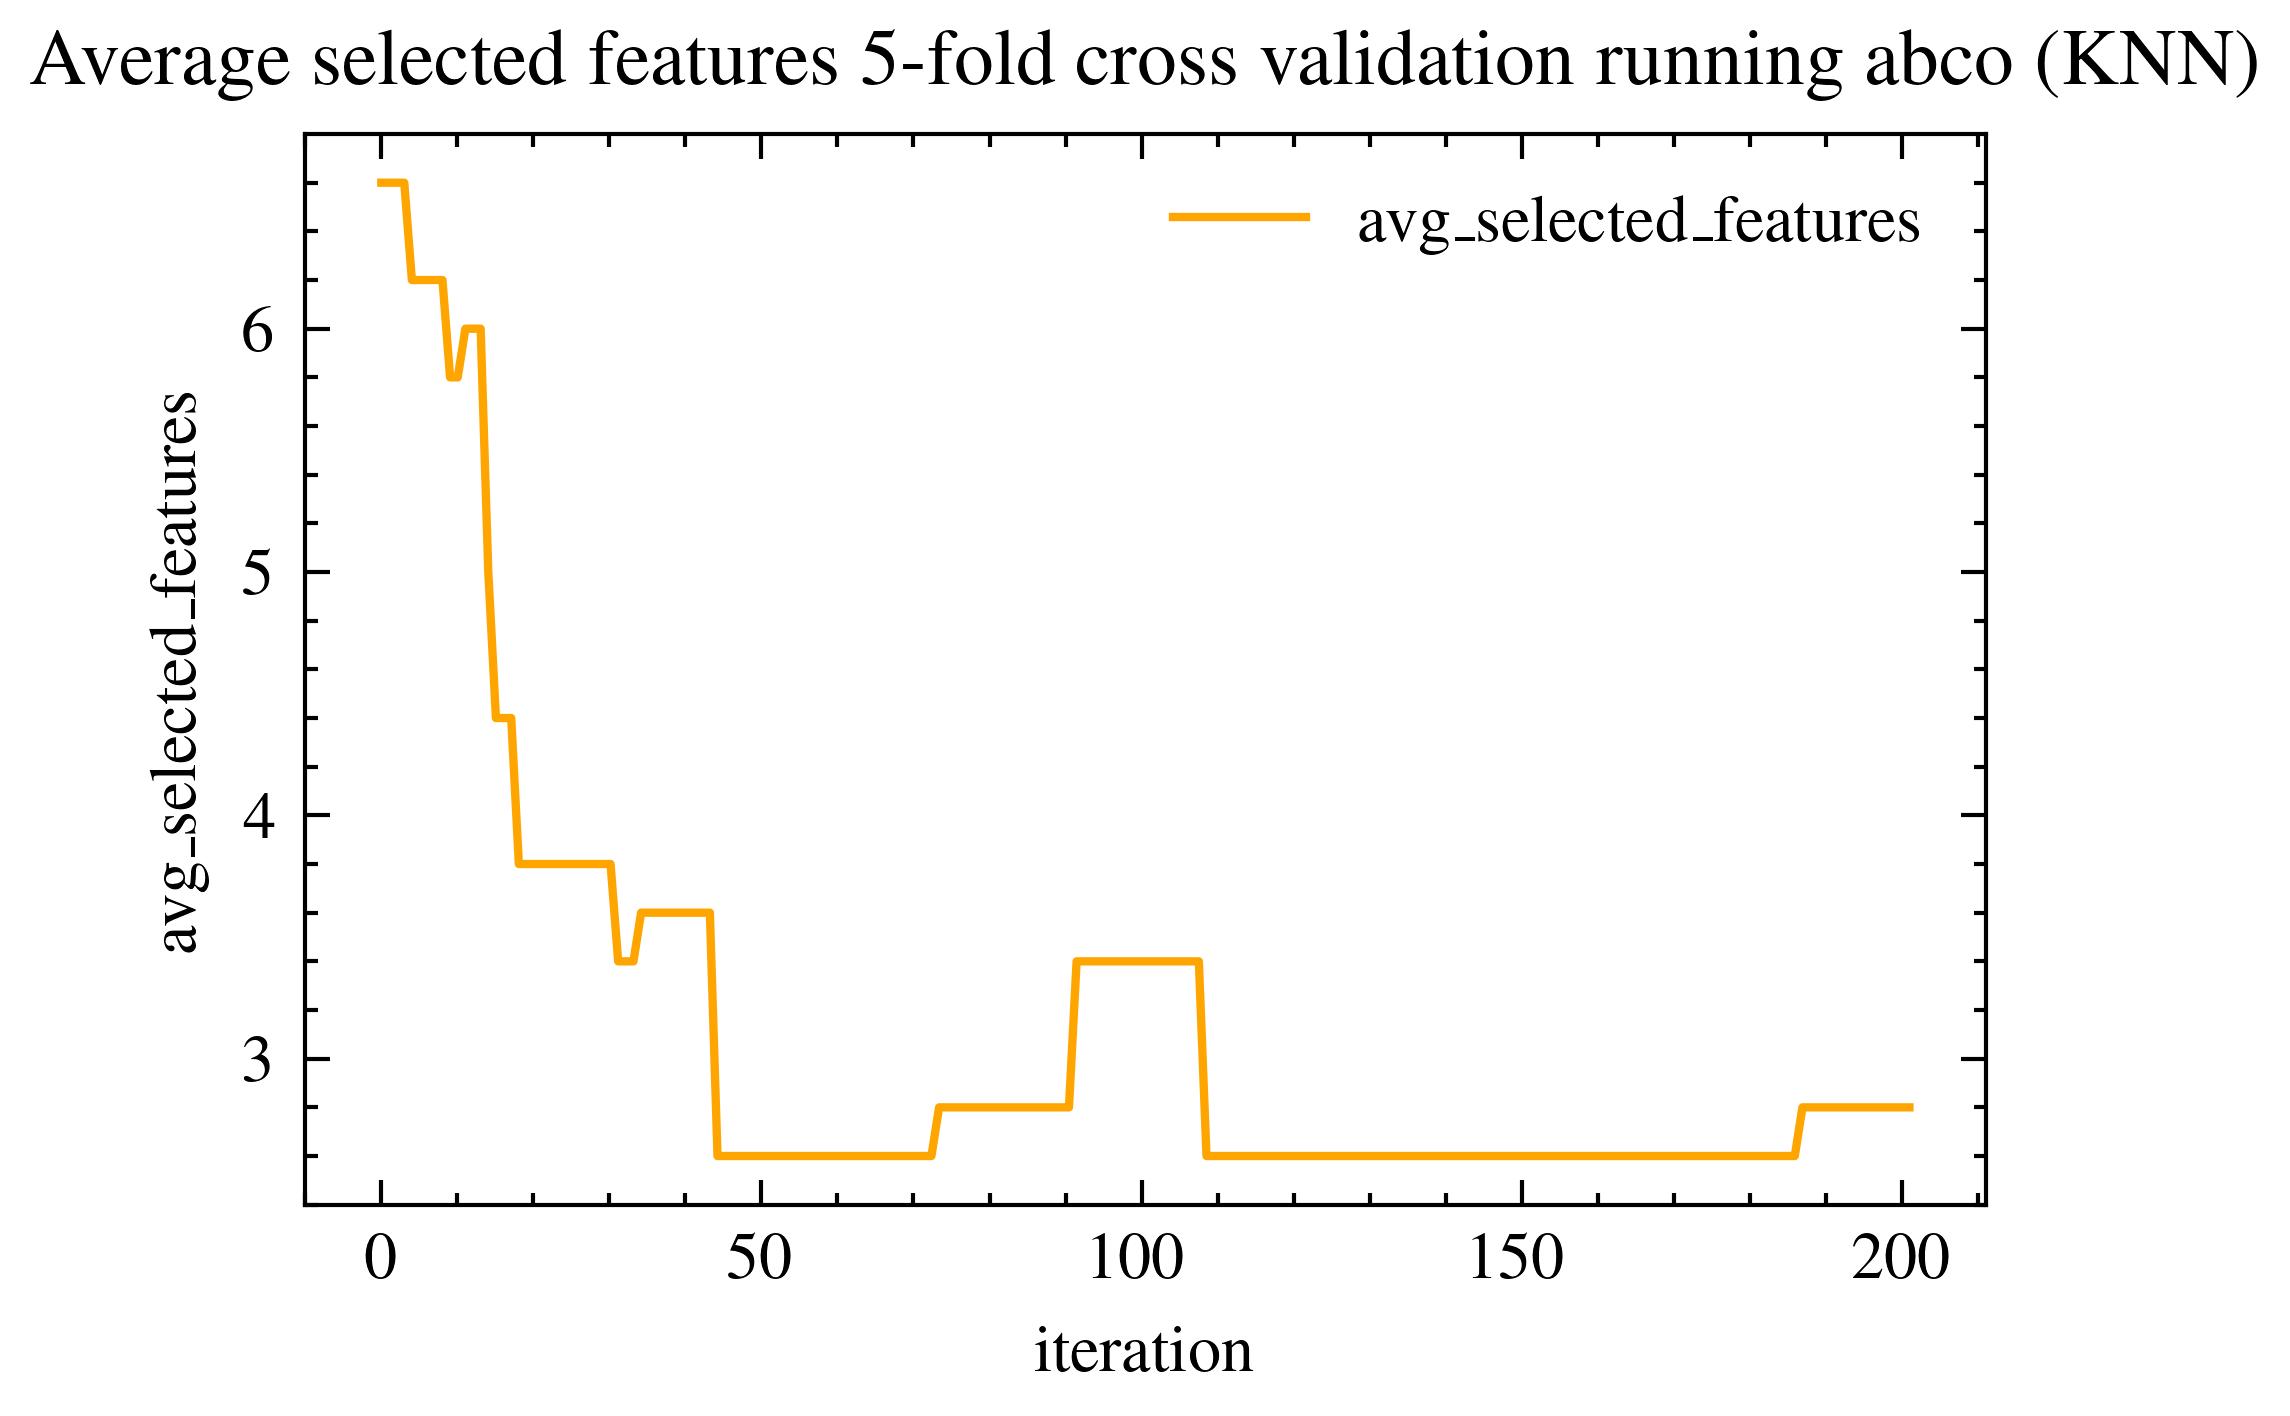 Average selected features 5-fold cross validation running abco (KNN)
avg_selected_features
6
5
4
3
avg_selected_features
0 50 100 150 200
iteration